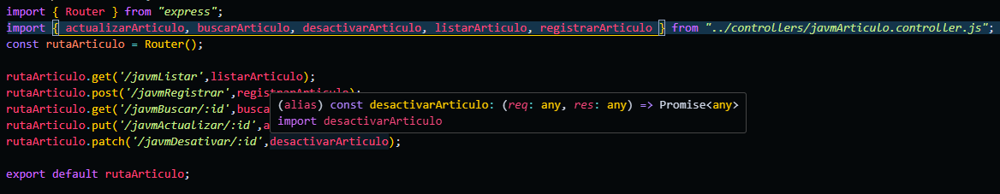 import { Router } from "express";
import { actualizarArticulo, buscarArticulo, desactivarArticulo, listarArticulo, registrarArticulo } from "../controllers/javmArticulo.controller.js";
const rutaArticulo = Router();
rutaArticulo.get('/javmListar',listarArticulo);
rutaArticulo.post('/javmRegistrar',registrarArticulo);
(alias) const desactivarArticulo: (req: any, res: any) => Promise<any>
rutaArticulo.get('/javmBuscar/:id',busca
import desactivarArticulo
rutaArticulo.put('/javmActualizar/:id',a
rutaArticulo.patch('/javmDesativar/:id',desactivarArticulo);
export default rutaArticulo;